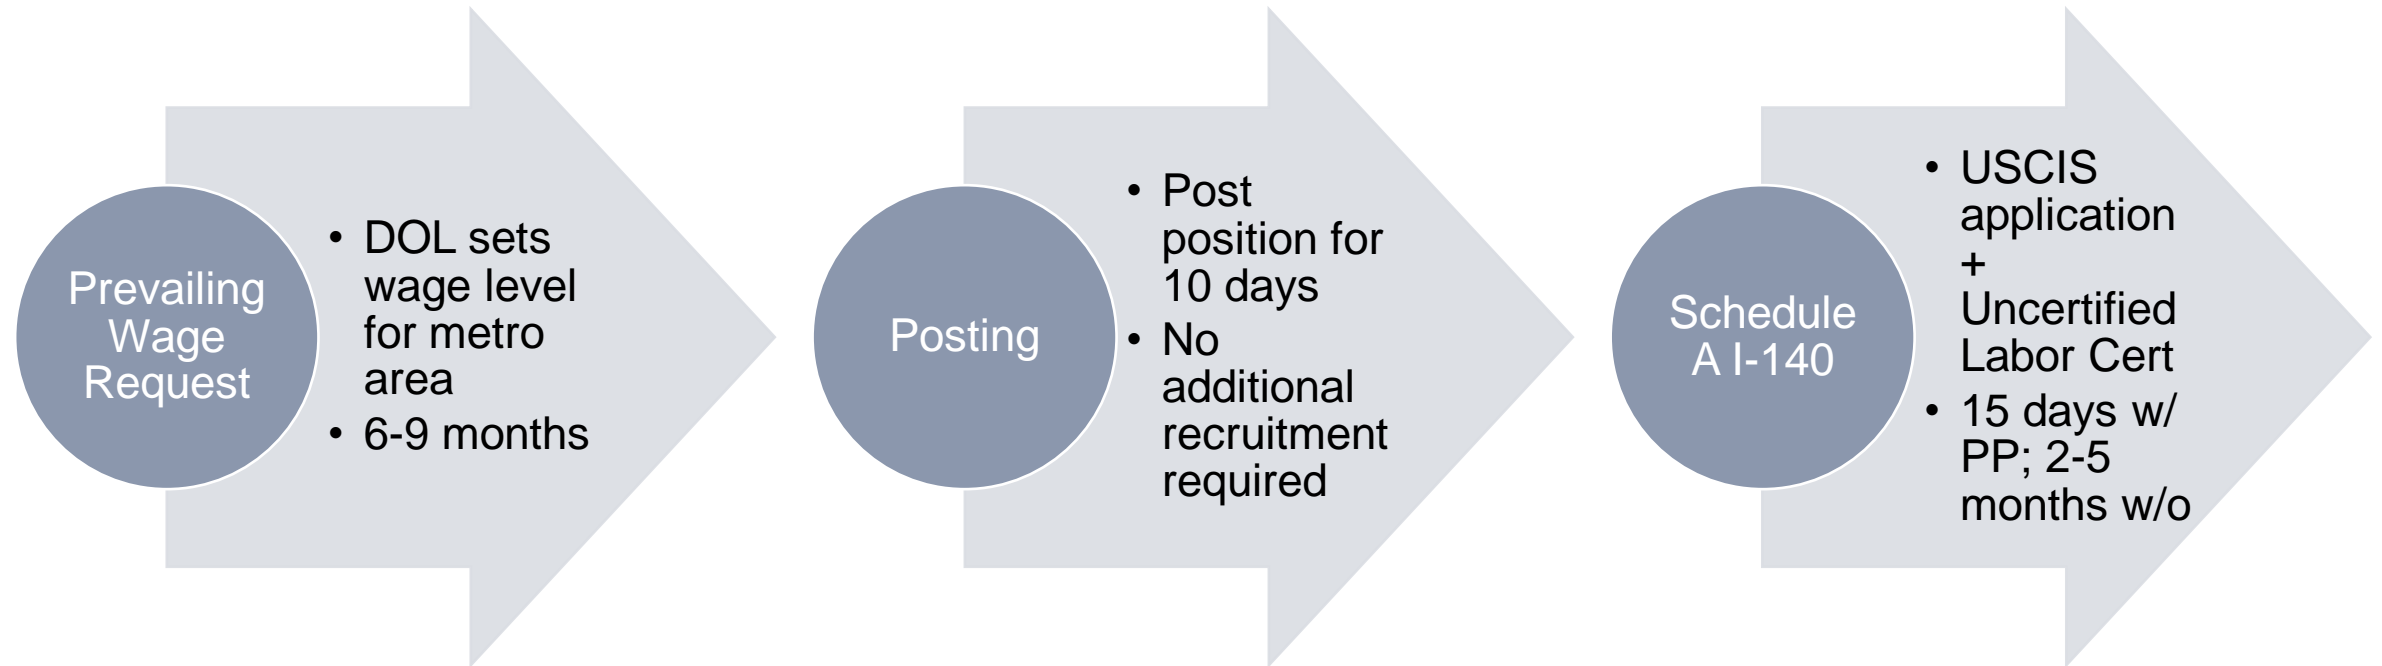 Prevailing
Wage
Request
• DOL sets
wage level
for metro
area
• 6-9 months
Posting
• Post
position for
10 days
• No
additional
recruitment
required
Schedule
A I-140
• USCIS
application
+
Uncertified
Labor Cert
• 15 days w/
PP; 2-5
months w/o